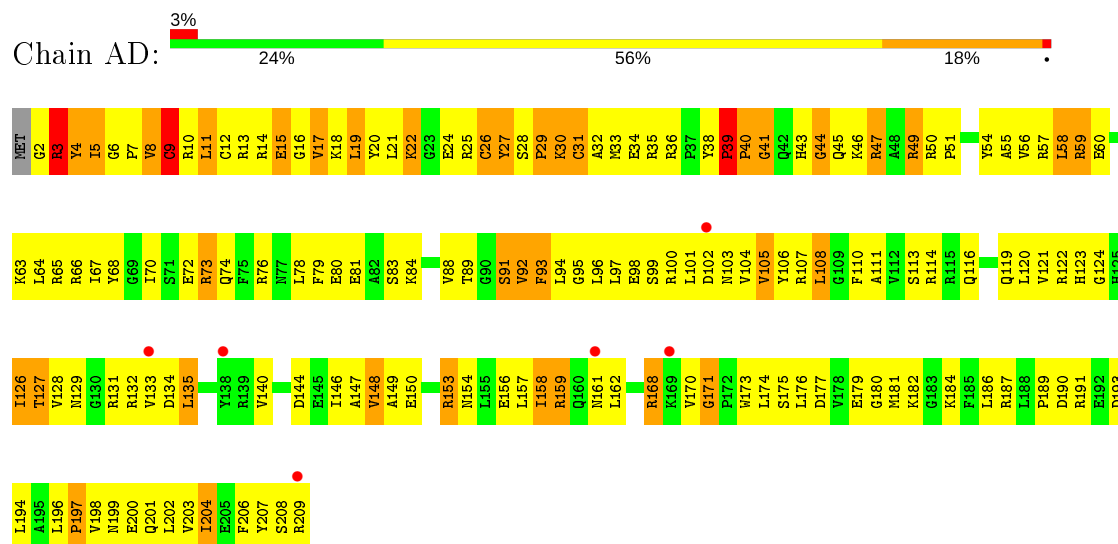 3%
Chain AD:
24% 56% 18% •
MET G2 R3 Y4 I5 G6 P7 V8 C9 R10 L11 C12 R13 R14 E15 G16 V17 K18 L19 Y20 L21 K22 G23 E24 R25 C26 Y27 S28 P29 K30 C31 A32 M33 E34 R35 R36 P37 Y38 P39 P40 G41 Q42 H43 G44 Q45 K46 R47 A48 R49 R50 P51 Y54 A55 V56 R57 L58 R59 E60
K63 L64 R65 R66 I67 Y68 G69 I70 S71 E72 R73 Q74 F75 R76 N77 L78 F79 E80 E81 A82 S83 K84 V88 T89 G90 S91 V92 F93 L94 G95 L96 L97 E98 S99 R100 L101 D102 N103 V104 V105 Y106 R107 L108 G109 F110 A111 V112 S113 R114 R115 Q116 Q119 L120 V121 R122 H123 G124 H125
I126 T127 V128 N129 G130 R131 R132 V133 D134 L135 Y138 R139 V140 D144 E145 I146 A147 V148 A149 E150 R153 N154 L155 E156 L157 I158 R159 Q160 N161 L162 R168 K169 V170 G171 P172 W173 L174 S175 L176 D177 V178 E179 G180 M181 K182 G183 K184 F185 L186 R187 L188 P189 D190 R191 E192 D193
L194 A195 L196 P197 V198 N199 E200 Q201 L202 V203 I204 E205 F206 Y207 S208 R209